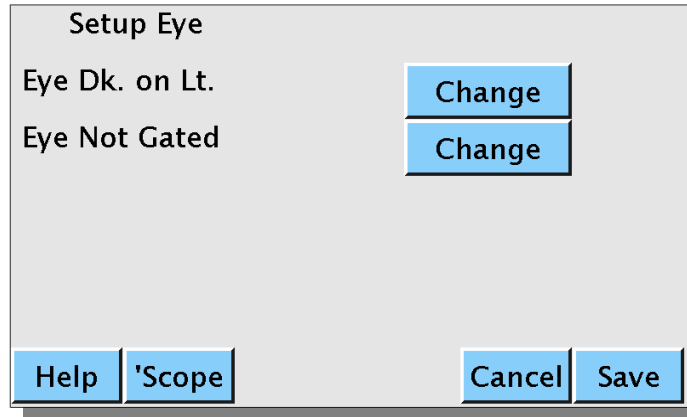 Setup Eye
Eye Dk. on Lt. Change
Eye Not Gated Change
Help 'Scope Cancel Save